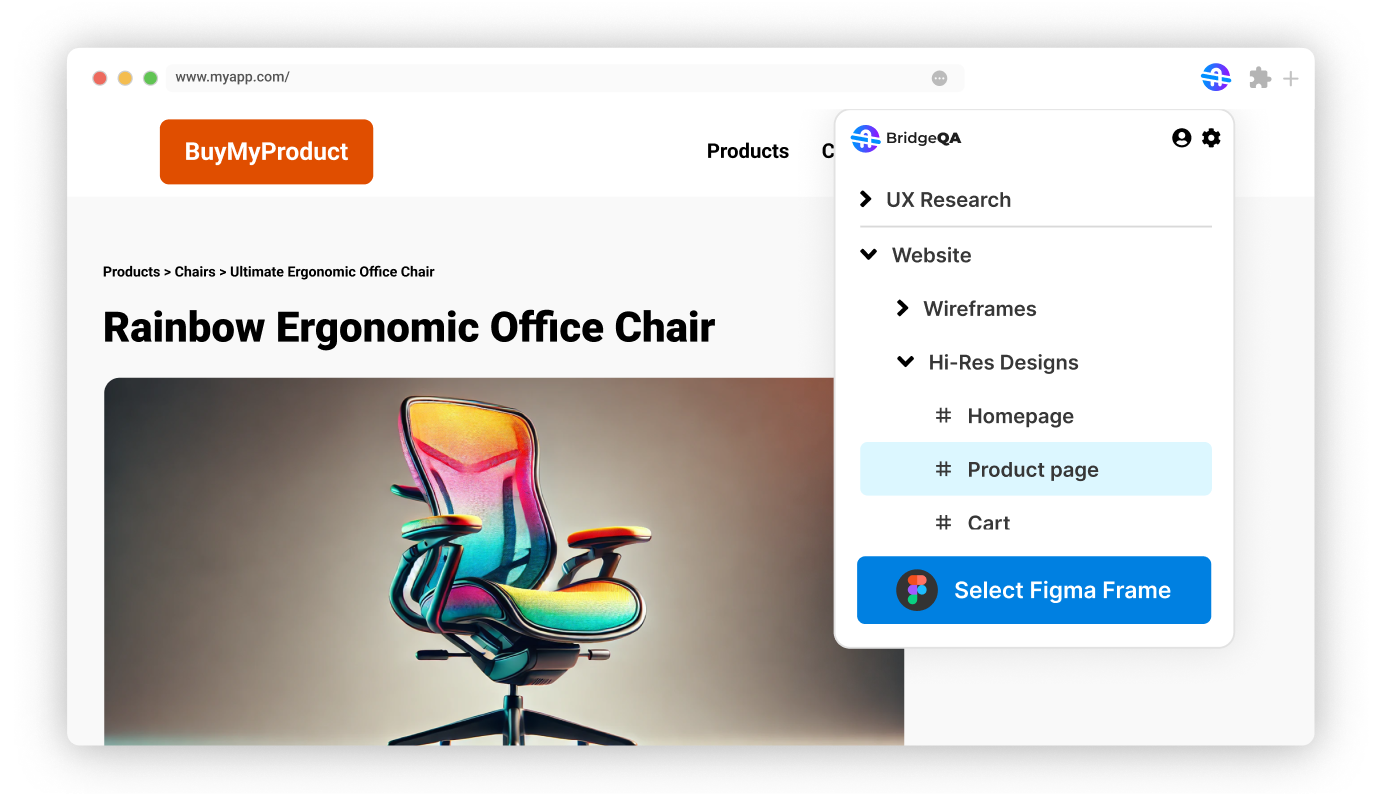 www.myapp.com/
BuyMyProduct
Products
C
BridgeQA
UX Research
Website
Wireframes
Hi-Res Designs
# Homepage
# Product page
# Cart
Select Figma Frame
Products > Chairs > Ultimate Ergonomic Office Chair
Rainbow Ergonomic Office Chair